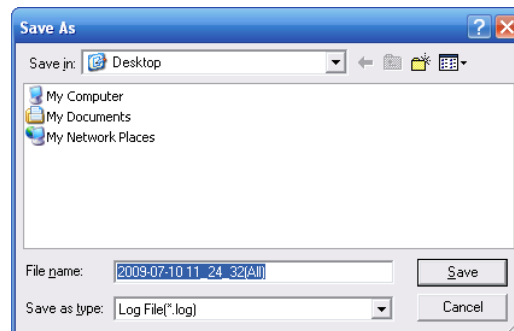 Save As
Save in: Desktop
My Computer
My Documents
My Network Places
File name: 2009-07-10 11_24_32(All)
Save
Save as type: Log File(*.log)
Cancel